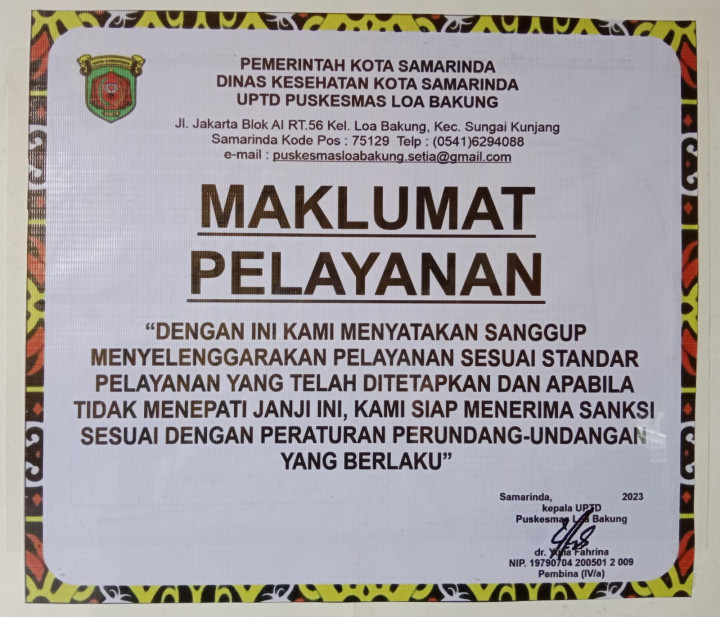 PEMERINTAH KOTA SAMARINDA
DINAS KESEHATAN KOTA SAMARINDA
UPTD PUSKESMAS LOA BAKUNG
Jl. Jakarta Blok AI RT.56 Kel. Loa Bakung, Kec. Sungai Kunjang
Samarinda Kode Pos : 75129 Telp : (0541)6294088
e-mail : puskesmasloabakung.setia@gmail.com
MAKLUMAT
PELAYANAN
“DENGAN INI KAMI MENYATAKAN SANGGUP
MENYELENGGARAKAN PELAYANAN SESUAI STANDAR
PELAYANAN YANG TELAH DITETAPKAN DAN APABILA
TIDAK MENEPATI JANJI INI, KAMI SIAP MENERIMA SANKSI
SESUAI DENGAN PERATURAN PERUNDANG-UNDANGAN
YANG BERLAKU”
Samarinda, 2023
kepala UPTD
Puskesmas Loa Bakung
dr. Fahrina
NIP. 19790704 200501 2 009
Pembina (IV/a)